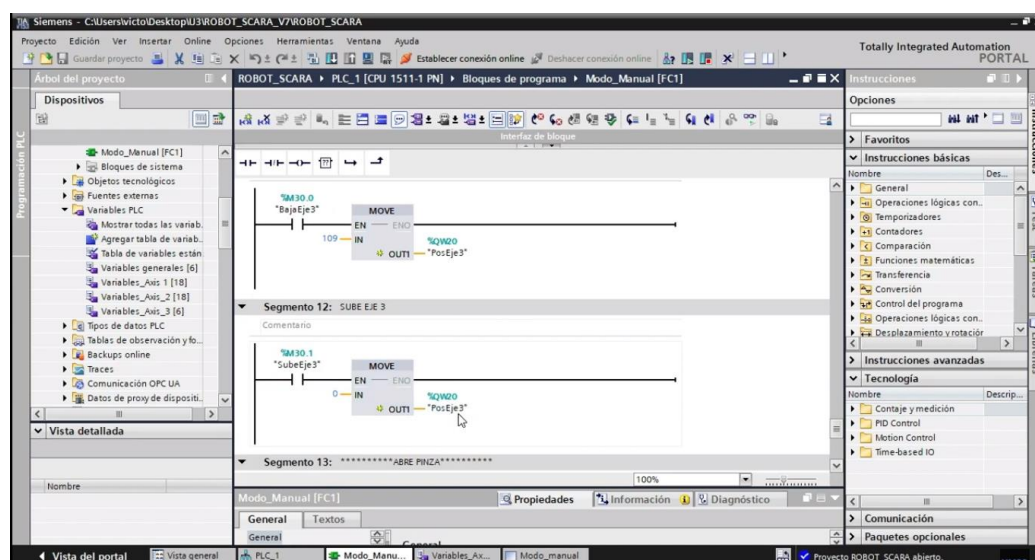 Siemens - C:\Users\victo\Desktop\U3\ROBOT_SCARA_V7\ROBOT_SCARA
Proyecto Edición Ver Insertar Online Opciones Herramientas Ventana Ayuda
Totally Integrated Automation
PORTAL
Guardar proyecto
Establecer conexión online
Deshacer conexión online
Árbol del proyecto
Dispositivos
Programación PLC
Modo_Manual [FC1]
Bloques de sistema
Objetos tecnológicos
Fuentes externas
Variables PLC
Mostrar todas las variab.
Agregar tabla de variab.
Tabla de variables están
Variables generales [6]
Variables_Axis 1 [18]
Variables_Axis_2 [18]
Variables_Axis_3 [6]
Tipos de datos PLC
Tablas de observación y fo...
Backups online
Traces
Comunicación OPC UA
Datos de proxy de dispositi..
Vista detallada
Nombre
ROBOT_SCARA PLC_1 [CPU 1511-1 PN] Bloques de programa Modo_Manual [FC1]
Interfaz de bloque
%M30.0
"BajaEje3"
MOVE
EN ENO
109 IN
%QW20
OUT1 "PosEje3"
Segmento 12: SUBE EJE 3
Comentario
%M30.1
"SubeEje3"
MOVE
EN ENO
0 IN
%QW20
OUT1 "PosEje3"
Segmento 13: **********ABRE PINZA**********
100%
Modo_Manual [FC1]
Propiedades Información Diagnóstico
General Textos
General
Instrucciones
Opciones
Favoritos
Instrucciones básicas
Nombre Des...
General
Operaciones lógicas con..
Temporizadores
Contadores
Comparación
Funciones matemáticas
Transferencia
Conversión
Control del programa
Operaciones lógicas con..
Desplazamiento y rotación
Instrucciones avanzadas
Tecnología
Nombre Descrip...
Contaje y medición
PID Control
Motion Control
Time-based IO
Comunicación
Paquetes opcionales
Vista del portal Vista general PLC_1 Modo_Manu... Variables_Ax... Modo_manual Proyecto ROBOT_SCARA abierto.